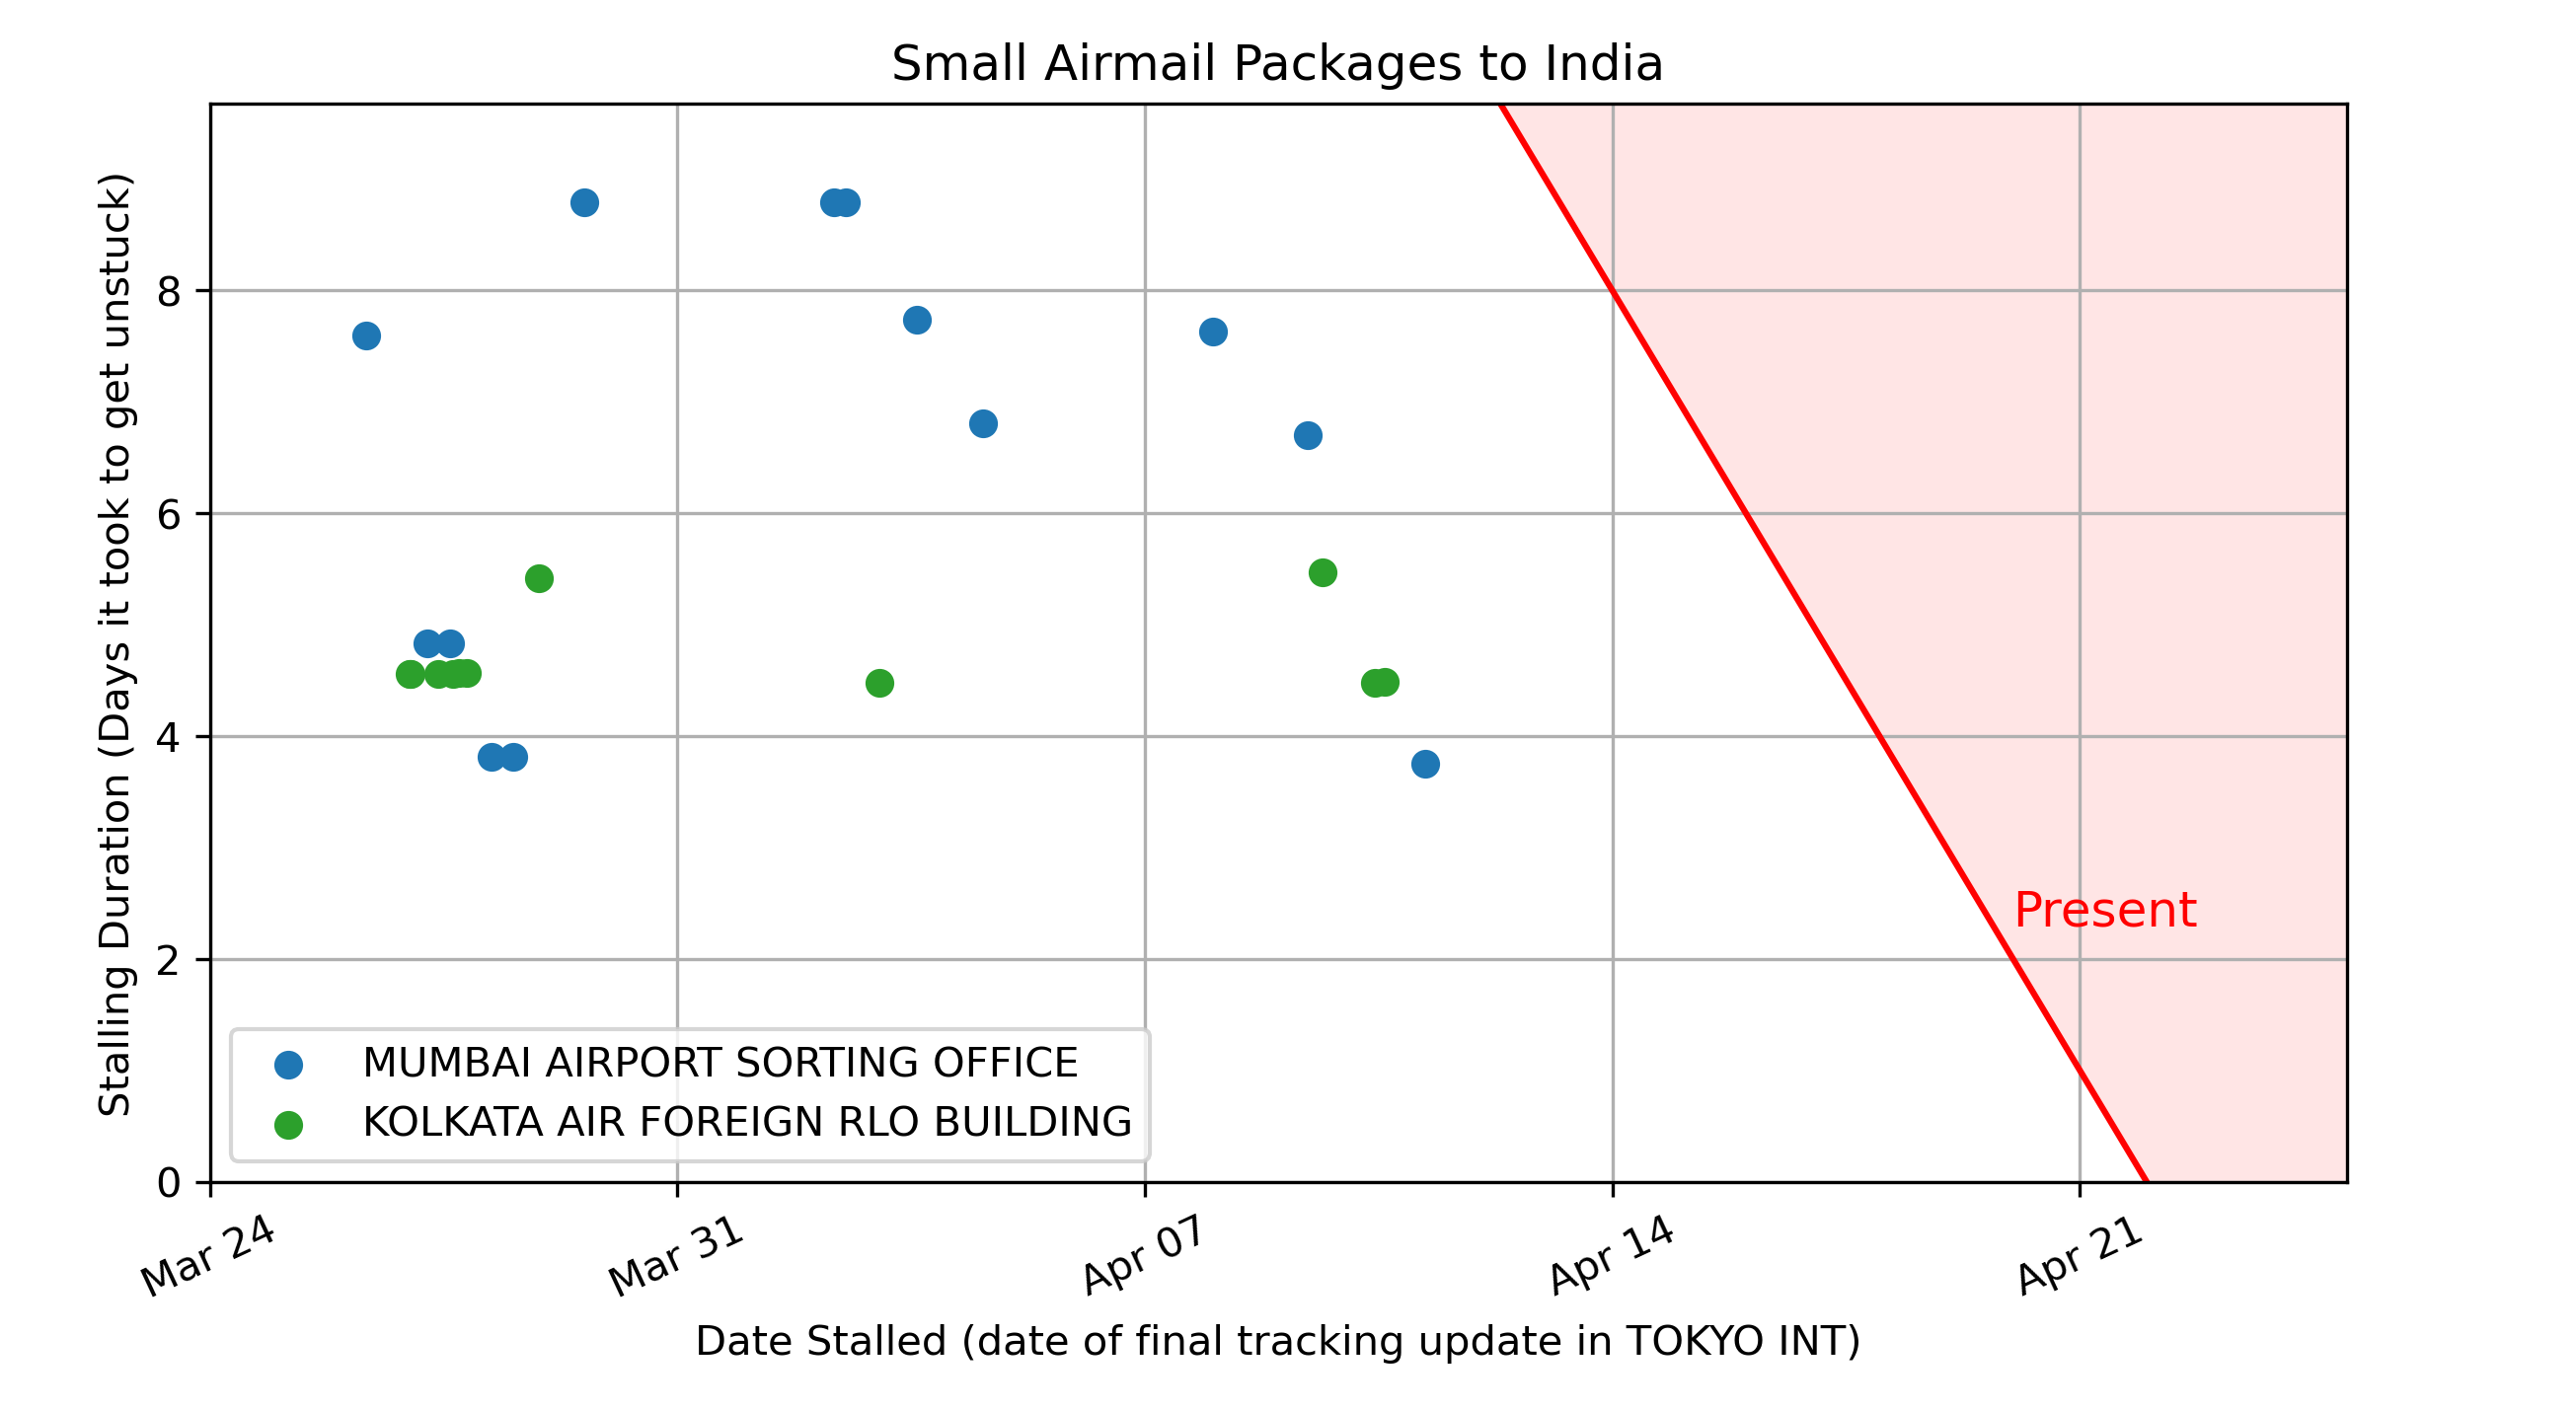 Small Airmail Packages to India
Stalling Duration (Days it took to get unstuck)
8
6
4
2
0
Present
MUMBAI AIRPORT SORTING OFFICE
KOLKATA AIR FOREIGN RLO BUILDING
Mar 24
Mar 31
Apr 07
Apr 14
Apr 21
Date Stalled (date of final tracking update in TOKYO INT)